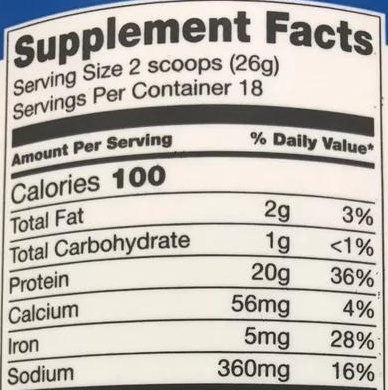 Supplement Facts
Serving Size 2 scoops (26g)
Servings Per Container 18
Amount Per Serving % Daily Value*
Calories 100
Total Fat 2g 3%
Total Carbohydrate 1g <1%
Protein 20g 36%
Calcium 56mg 4%
Iron 5mg 28%
Sodium 360mg 16%